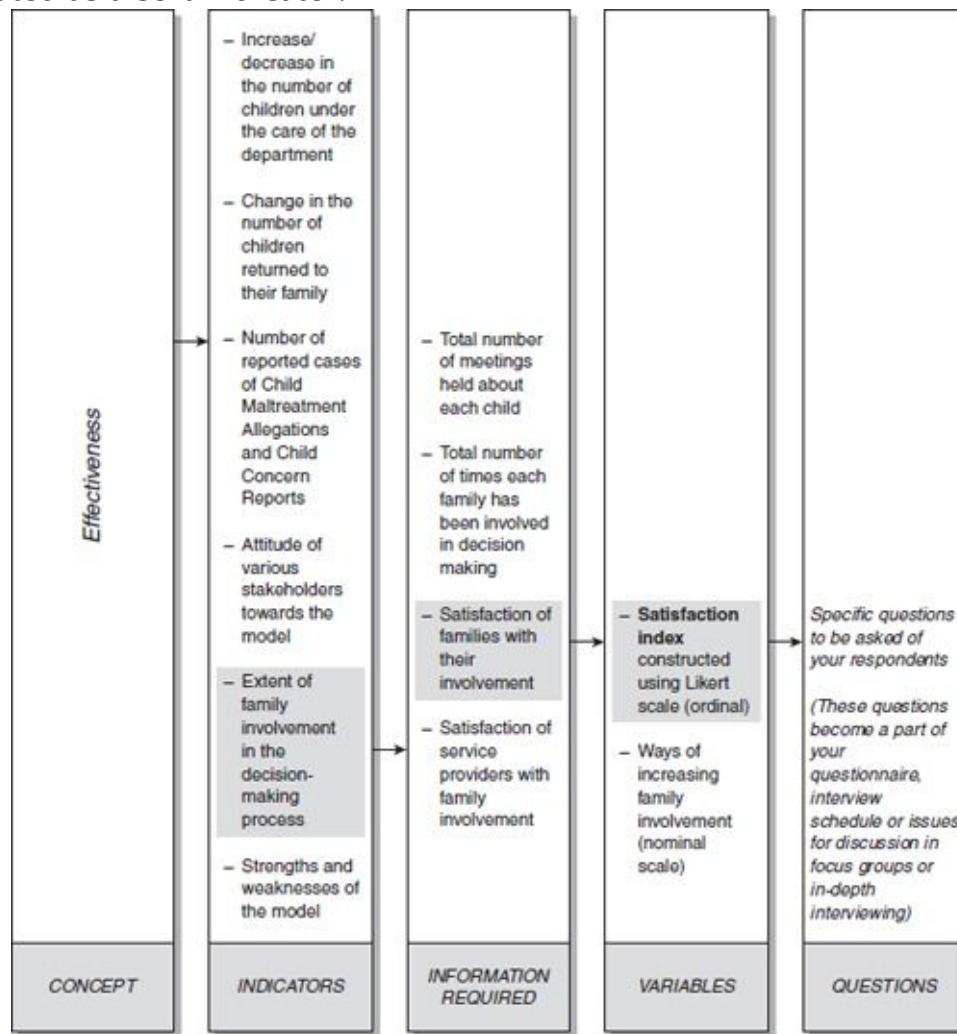 Effectiveness
CONCEPT
– Increase/
decrease in
the number of
children under
the care of the
department
– Change in the
number of
children
returned to
their family
– Number of
reported cases
of Child
Maltreatment
Allegations
and Child
Concern
Reports
– Attitude of
various
stakeholders
towards the
model
– Extent of
family
involvement
in the
decision-
making
process
– Strengths and
weaknesses of
the model
INDICATORS
– Total number
of meetings
held about
each child
– Total number
of times each
family has
been involved
in decision
making
– Satisfaction of
families with
their
involvement
– Satisfaction of
service
providers with
family
involvement
INFORMATION
REQUIRED
– Satisfaction
index
constructed
using Likert
scale (ordinal)
– Ways of
increasing
family
involvement
(nominal
scale)
VARIABLES
Specific questions
to be asked of
your respondents
(These questions
become a part of
your
questionnaire,
interview
schedule or issues
for discussion in
focus groups or
in-depth
interviewing)
QUESTIONS